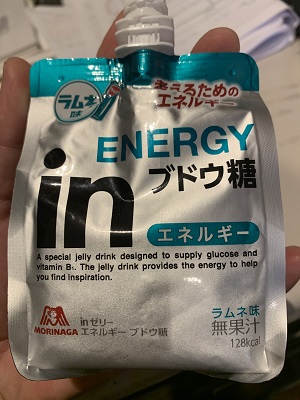 ラムネ
味
考えるための
エネルギー
ENERGY
in
ブドウ糖
エネルギー
A special jelly drink designed to supply glucose and
vitamin B₁. The jelly drink provides the energy to help
you find inspiration.
MORINAGA
inゼリー
エネルギー ブドウ糖
ラムネ味
無果汁
128kcal